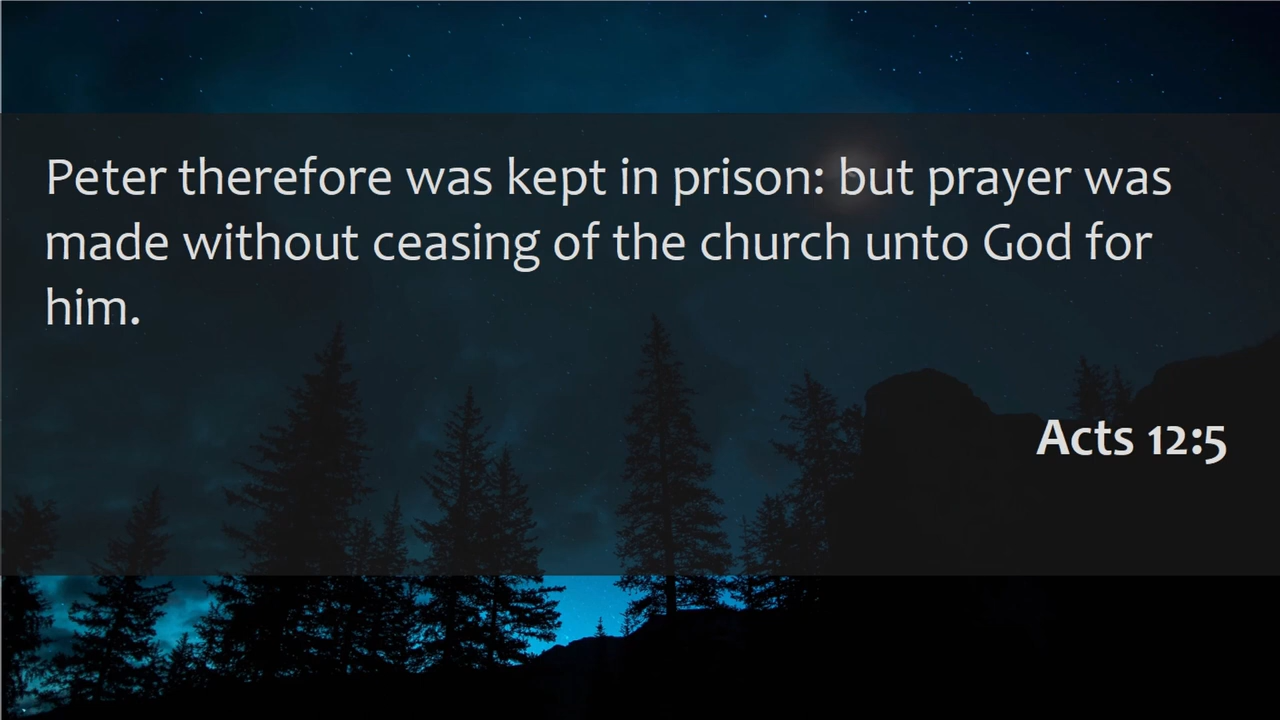 Peter therefore was kept in prison: but prayer was
made without ceasing of the church unto God for
him.
Acts 12:5